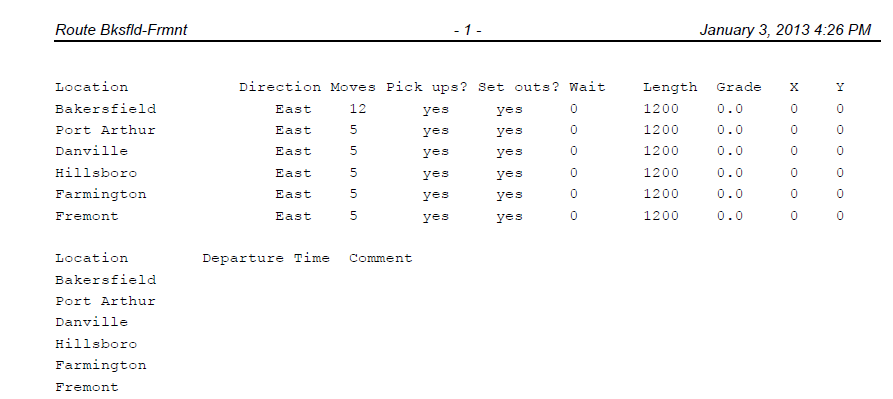 Route Bksfld-Frmnt - 1 - January 3, 2013 4:26 PM
Location Direction Moves Pick ups? Set outs? Wait Length Grade X Y
Bakersfield East 12 yes yes 0 1200 0.0 0 0
Port Arthur East 5 yes yes 0 1200 0.0 0 0
Danville East 5 yes yes 0 1200 0.0 0 0
Hillsboro East 5 yes yes 0 1200 0.0 0 0
Farmington East 5 yes yes 0 1200 0.0 0 0
Fremont East 5 yes yes 0 1200 0.0 0 0
Location Departure Time Comment
Bakersfield
Port Arthur
Danville
Hillsboro
Farmington
Fremont